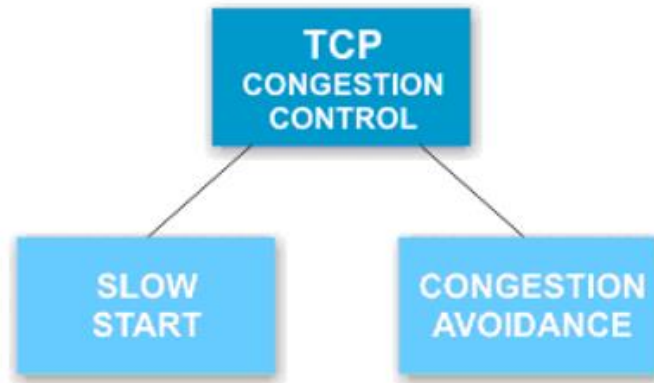 TCP
CONGESTION
CONTROL
SLOW
START
CONGESTION
AVOIDANCE